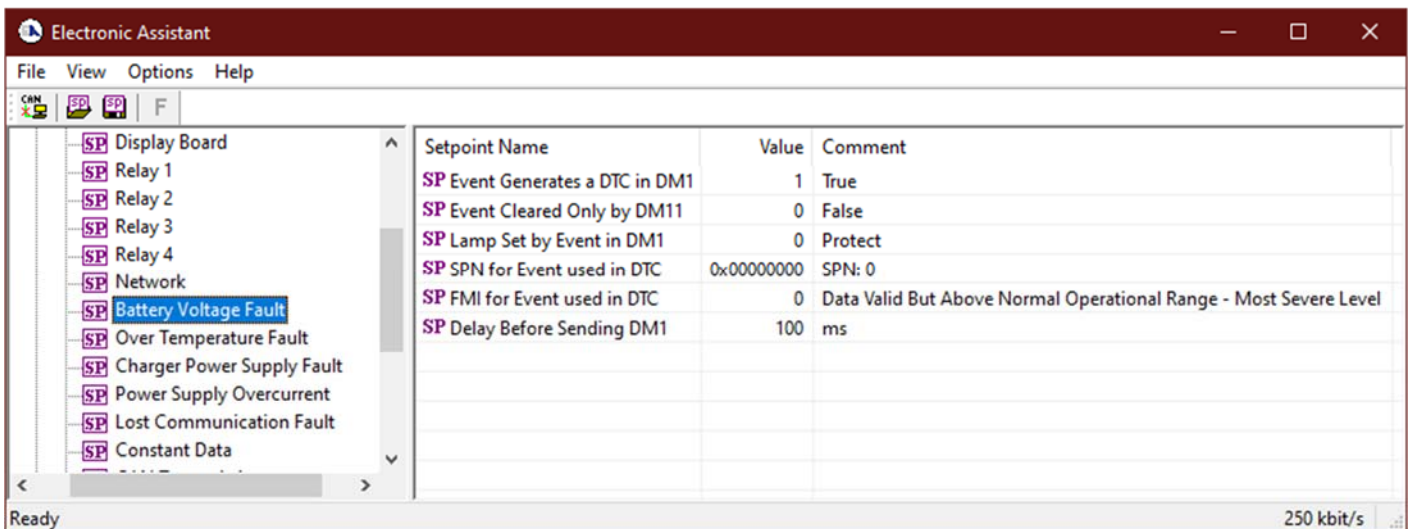 Electronic Assistant
File View Options Help
CAN SP SP F
SP Display Board
SP Relay 1
SP Relay 2
SP Relay 3
SP Relay 4
SP Network
SP Battery Voltage Fault
SP Over Temperature Fault
SP Charger Power Supply Fault
SP Power Supply Overcurrent
SP Lost Communication Fault
SP Constant Data
Setpoint Name Value Comment
SP Event Generates a DTC in DM1 1 True
SP Event Cleared Only by DM11 0 False
SP Lamp Set by Event in DM1 0 Protect
SP SPN for Event used in DTC 0x00000000 SPN: 0
SP FMI for Event used in DTC 0 Data Valid But Above Normal Operational Range - Most Severe Level
SP Delay Before Sending DM1 100 ms
Ready 250 kbit/s